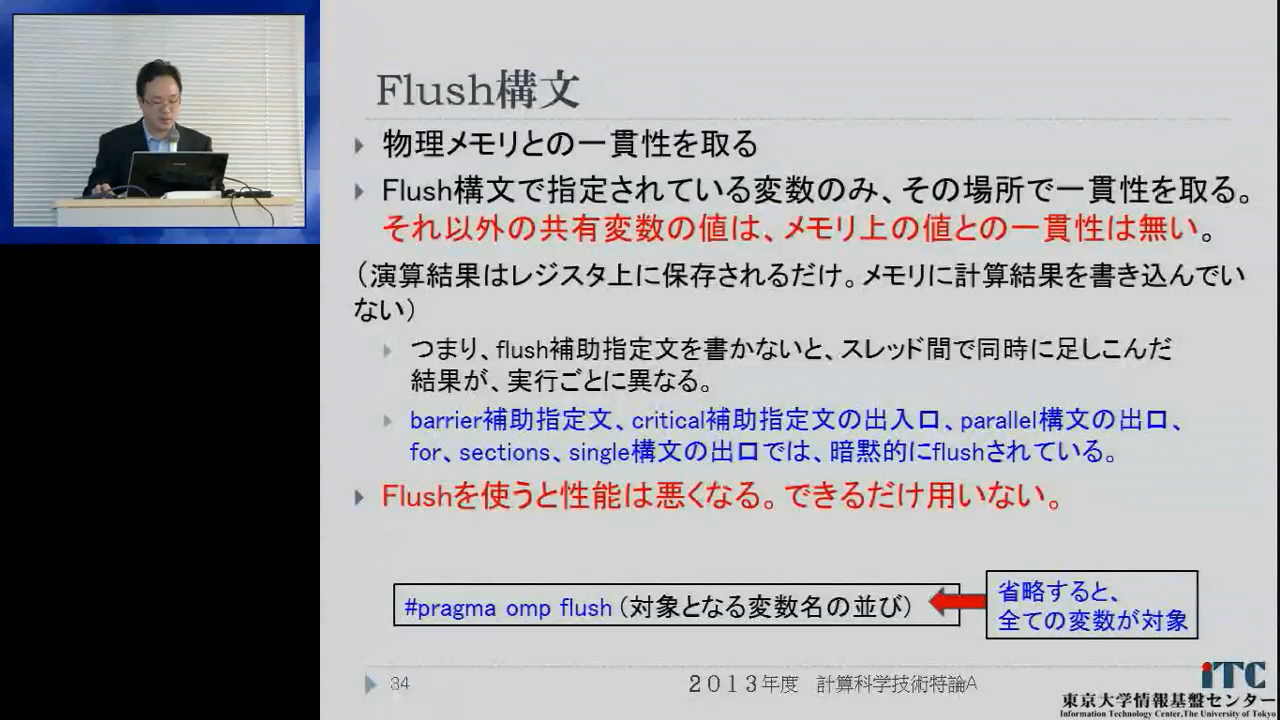 Flush構文
物理メモリとの一貫性を取る
Flush構文で指定されている変数のみ、その場所で一貫性を取る。
それ以外の共有変数の値は、メモリ上の値との一貫性は無い。
（演算結果はレジスタ上に保存されるだけ。メモリに計算結果を書き込んでい
ない）
つまり、flush補助指定文を書かないと、スレッド間で同時に足しこんだ
結果が、実行ごとに異なる。
barrier補助指定文、critical補助指定文の出入口、parallel構文の出口、
for、sections、single構文の出口では、暗黙的にflushされている。
Flushを使うと性能は悪くなる。できるだけ用いない。
#pragma omp flush (対象となる変数名の並び)
省略すると、
全ての変数が対象
34
２０１３年度 計算科学技術特論A
iTC
東京大学情報基盤センター
Information Technology Center,The University of Tokyo